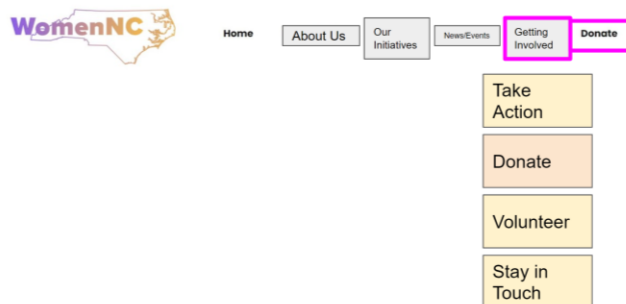 WomenNC
Home
About Us
Our
Initiatives
News/Events
Getting
Involved
Donate
Take
Action
Donate
Volunteer
Stay in
Touch